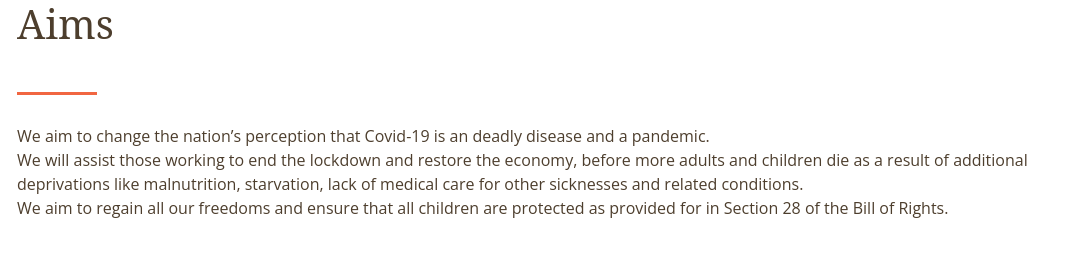 Aims
We aim to change the nation’s perception that Covid-19 is an deadly disease and a pandemic.
We will assist those working to end the lockdown and restore the economy, before more adults and children die as a result of additional
deprivations like malnutrition, starvation, lack of medical care for other sicknesses and related conditions.
We aim to regain all our freedoms and ensure that all children are protected as provided for in Section 28 of the Bill of Rights.